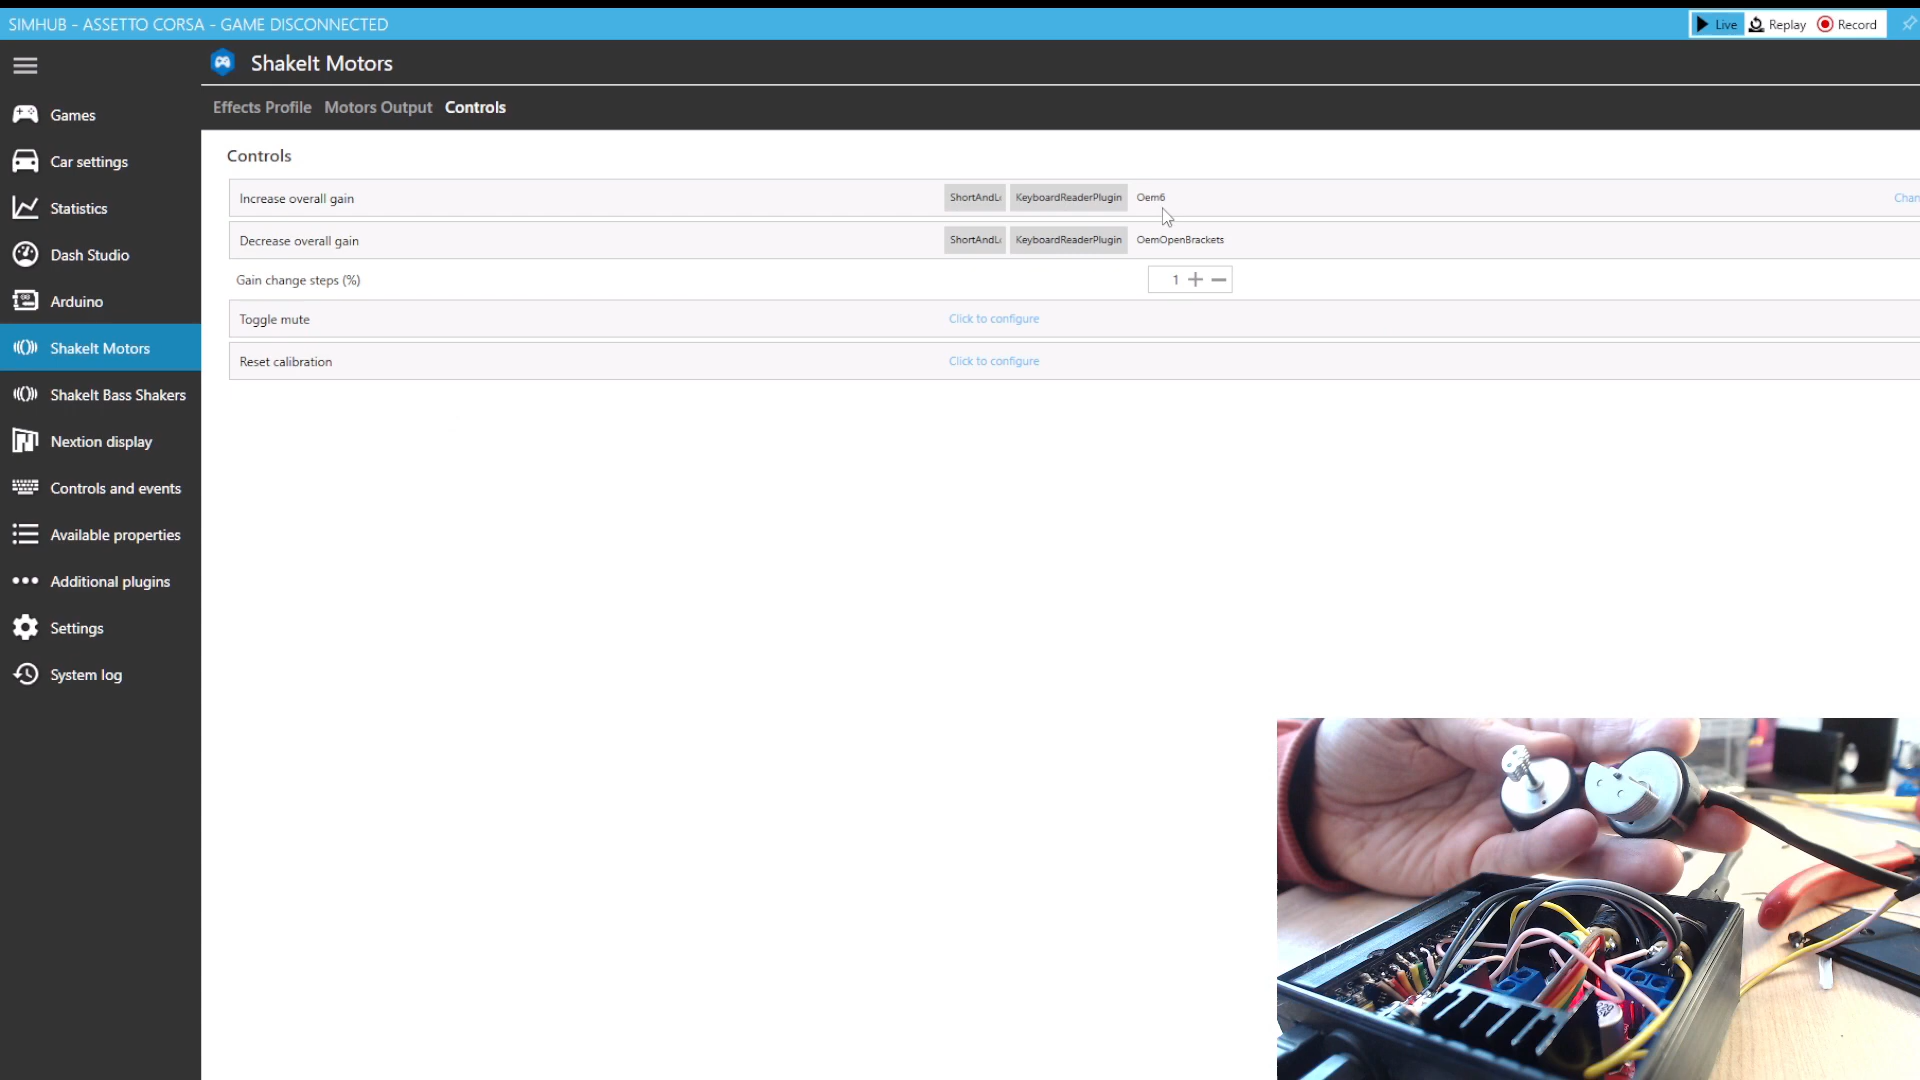 SIMHUB - ASSETTO CORSA - GAME DISCONNECTED
Live Replay Record
ShakeIt Motors
Effects Profile Motors Output Controls
Games
Car settings
Statistics
Dash Studio
Arduino
ShakeIt Motors
ShakeIt Bass Shakers
Nextion display
Controls and events
Available properties
Additional plugins
Settings
System log
Controls
Increase overall gain ShortAndL KeyboardReaderPlugin Oem6 Chan
Decrease overall gain ShortAndL KeyboardReaderPlugin OemOpenBrackets
Gain change steps (%) 1
Toggle mute Click to configure
Reset calibration Click to configure